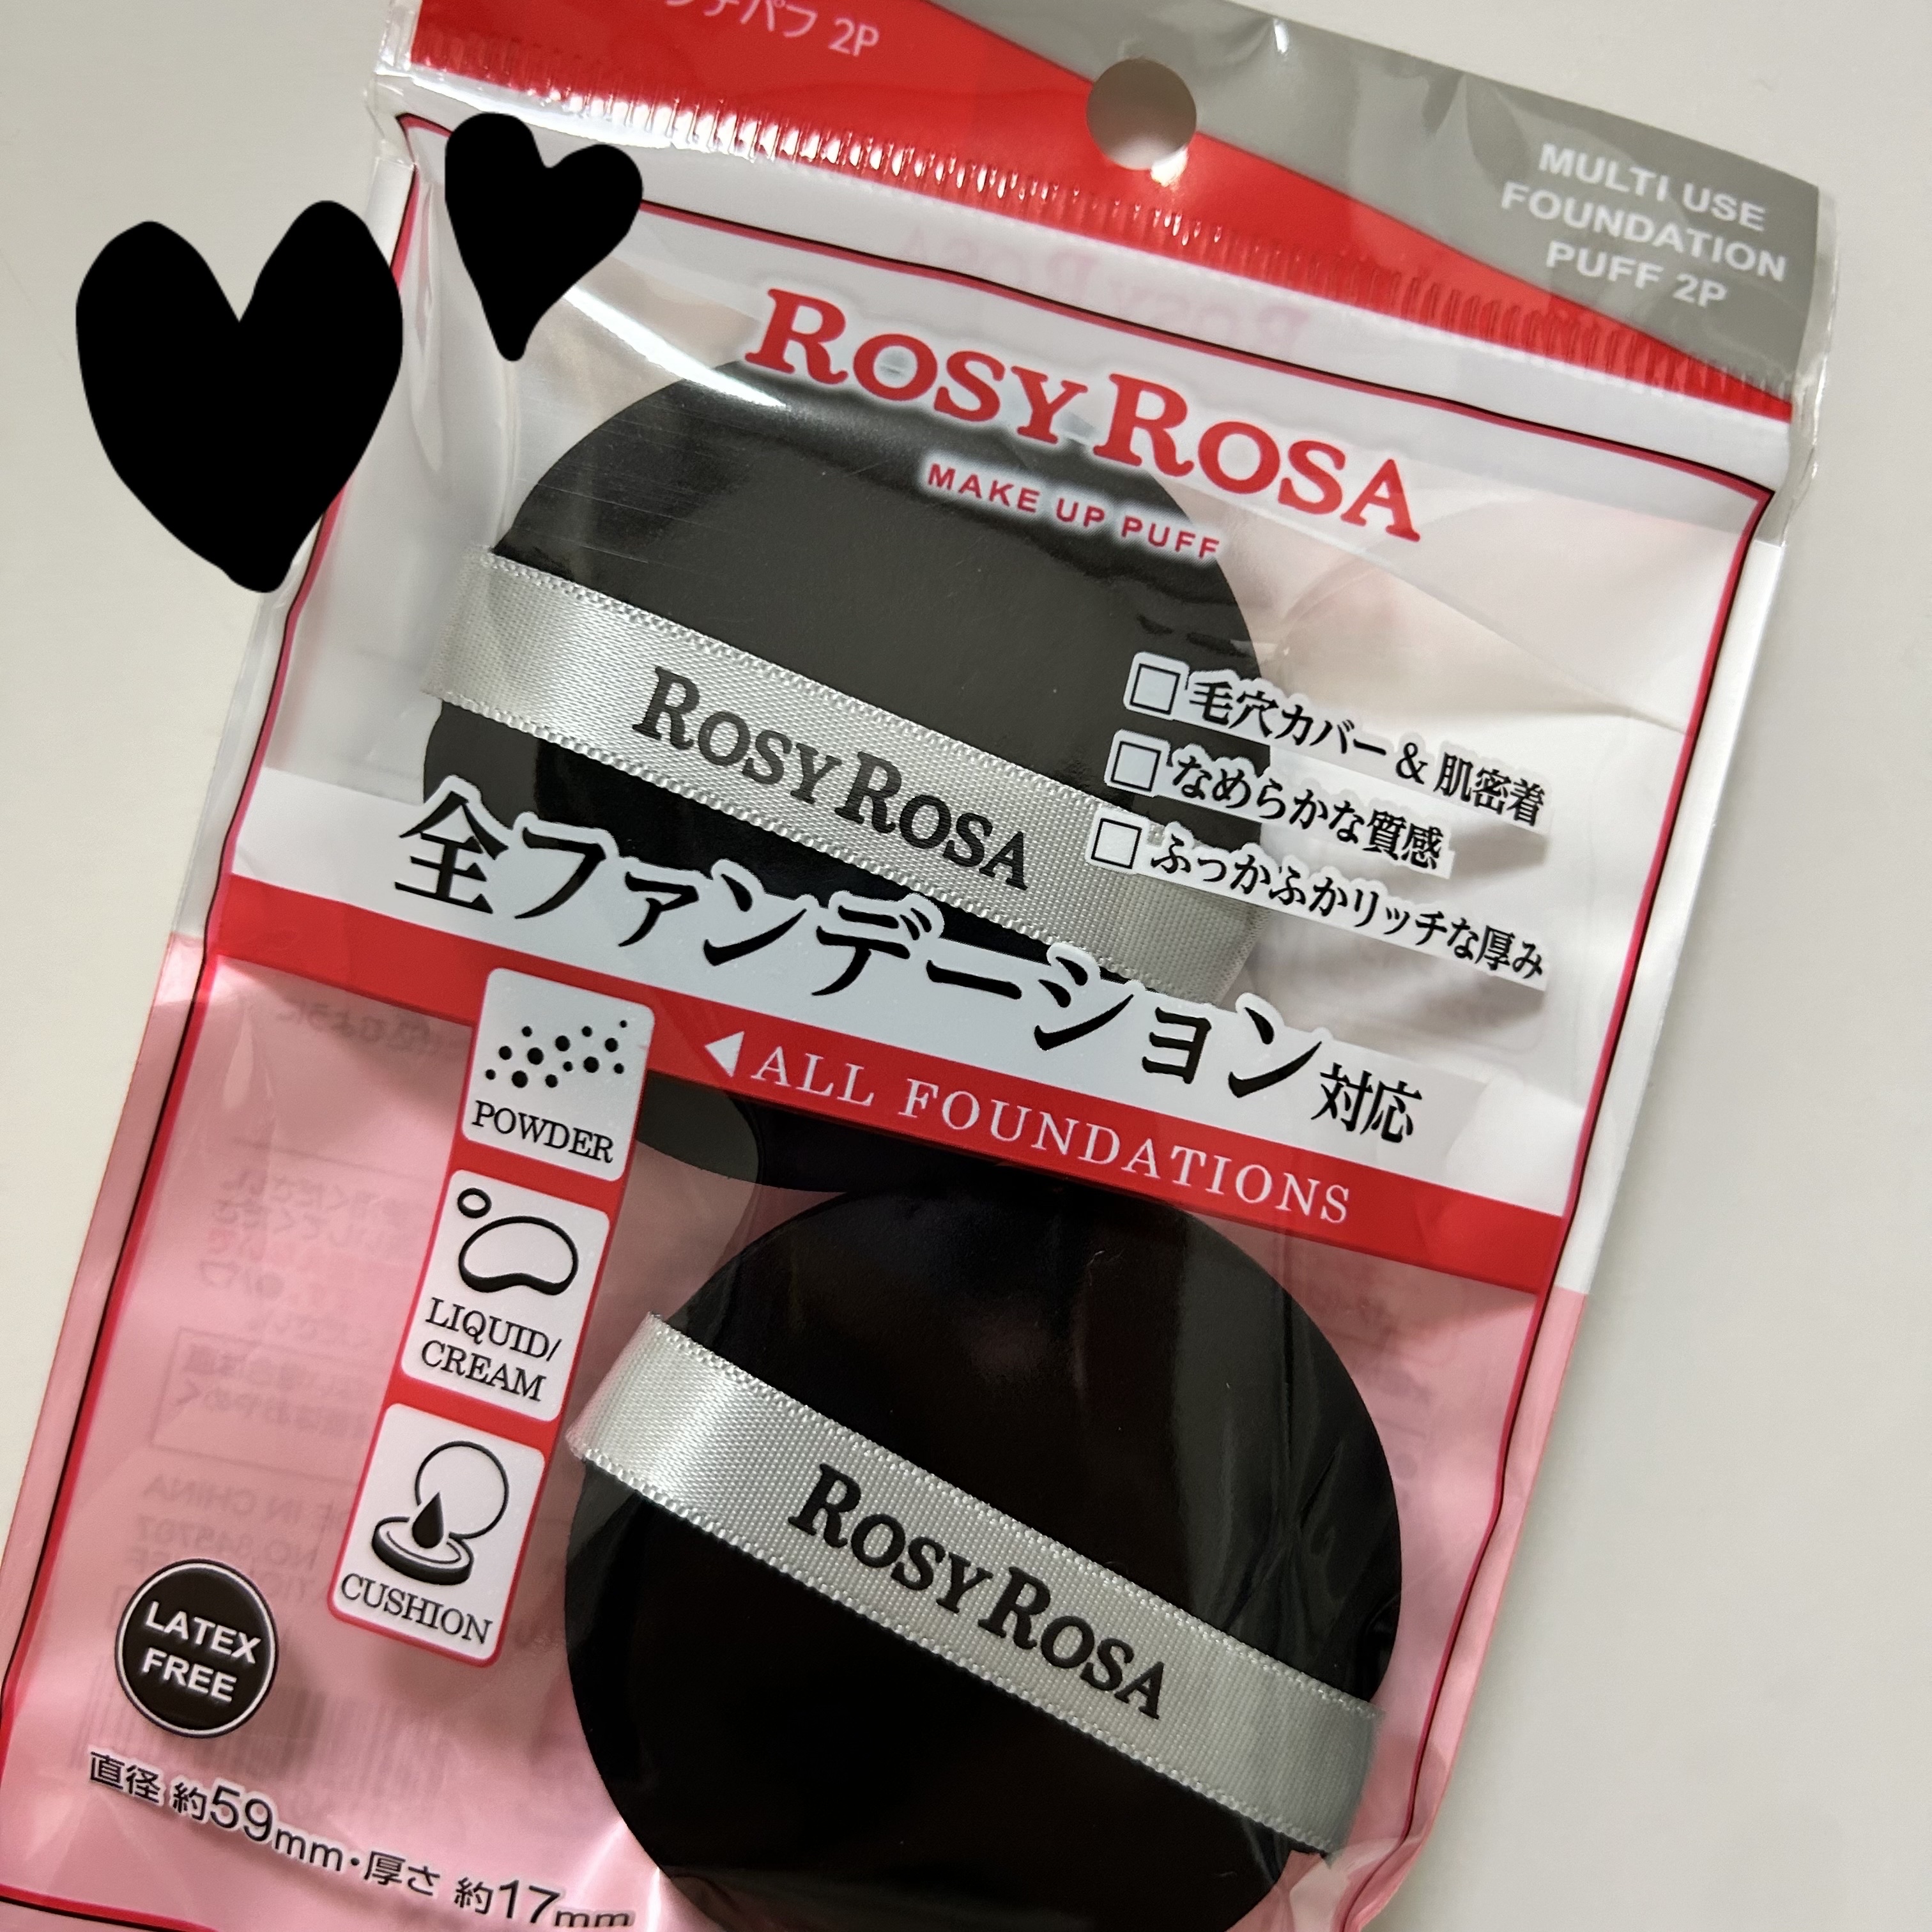 パフ 2P
MULTI USE
FOUNDATION
PUFF 2P
ROSY ROSA
MAKE UP PUFF
ROSY ROSA
□毛穴カバー&肌密着
□なめらかな質感
□ふっかふかリッチな厚み
全ファンデーション対応
◀ALL FOUNDATIONS
POWDER
LIQUID/
CREAM
CUSHION
ROSY ROSA
LATEX
FREE
直径 約59mm・厚さ 約17mm